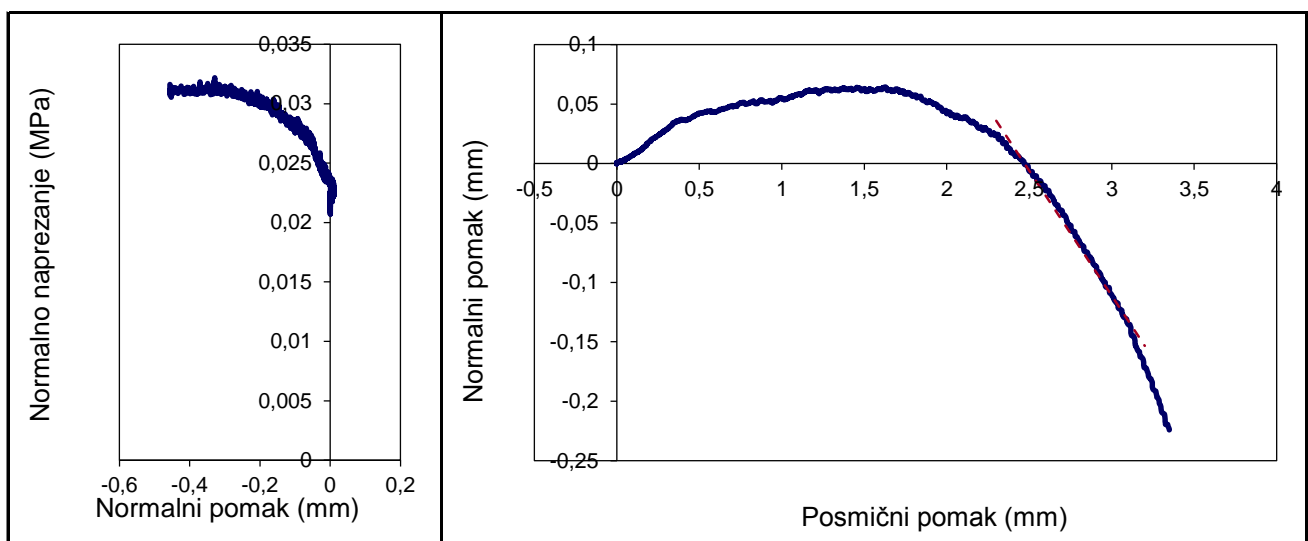 Normalno naprezanje (MPa)
0,035
0,03
0,025
0,02
0,015
0,01
0,005
0
-0,6 -0,4 -0,2 0 0,2
Normalni pomak (mm)
Normalni pomak (mm)
0,1
0,05
0
-0,05
-0,1
-0,15
-0,2
-0,25
-0,5 0 0,5 1 1,5 2 2,5 3 3,5 4
Posmični pomak (mm)